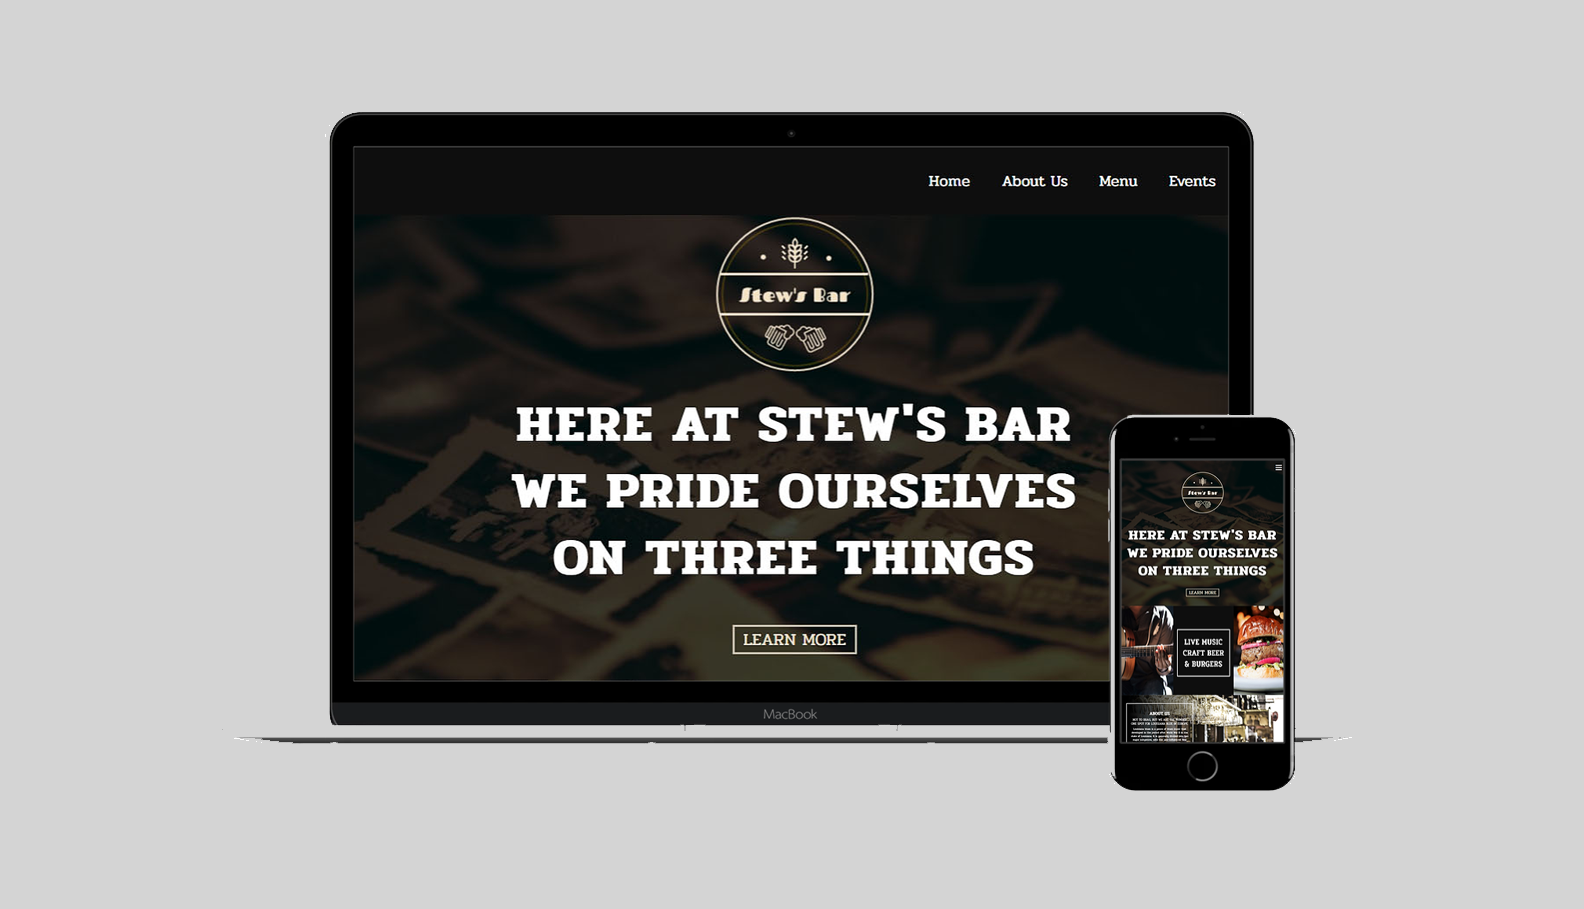 Home About Us Menu Events
Stew's Bar
HERE AT STEW'S BAR
WE PRIDE OURSELVES
ON THREE THINGS
LEARN MORE
MacBook
Stew's Bar
HERE AT STEW'S BAR
WE PRIDE OURSELVES
ON THREE THINGS
LEARN MORE
LIVE MUSIC
CRAFT BEER
& BURGERS
ABOUT US